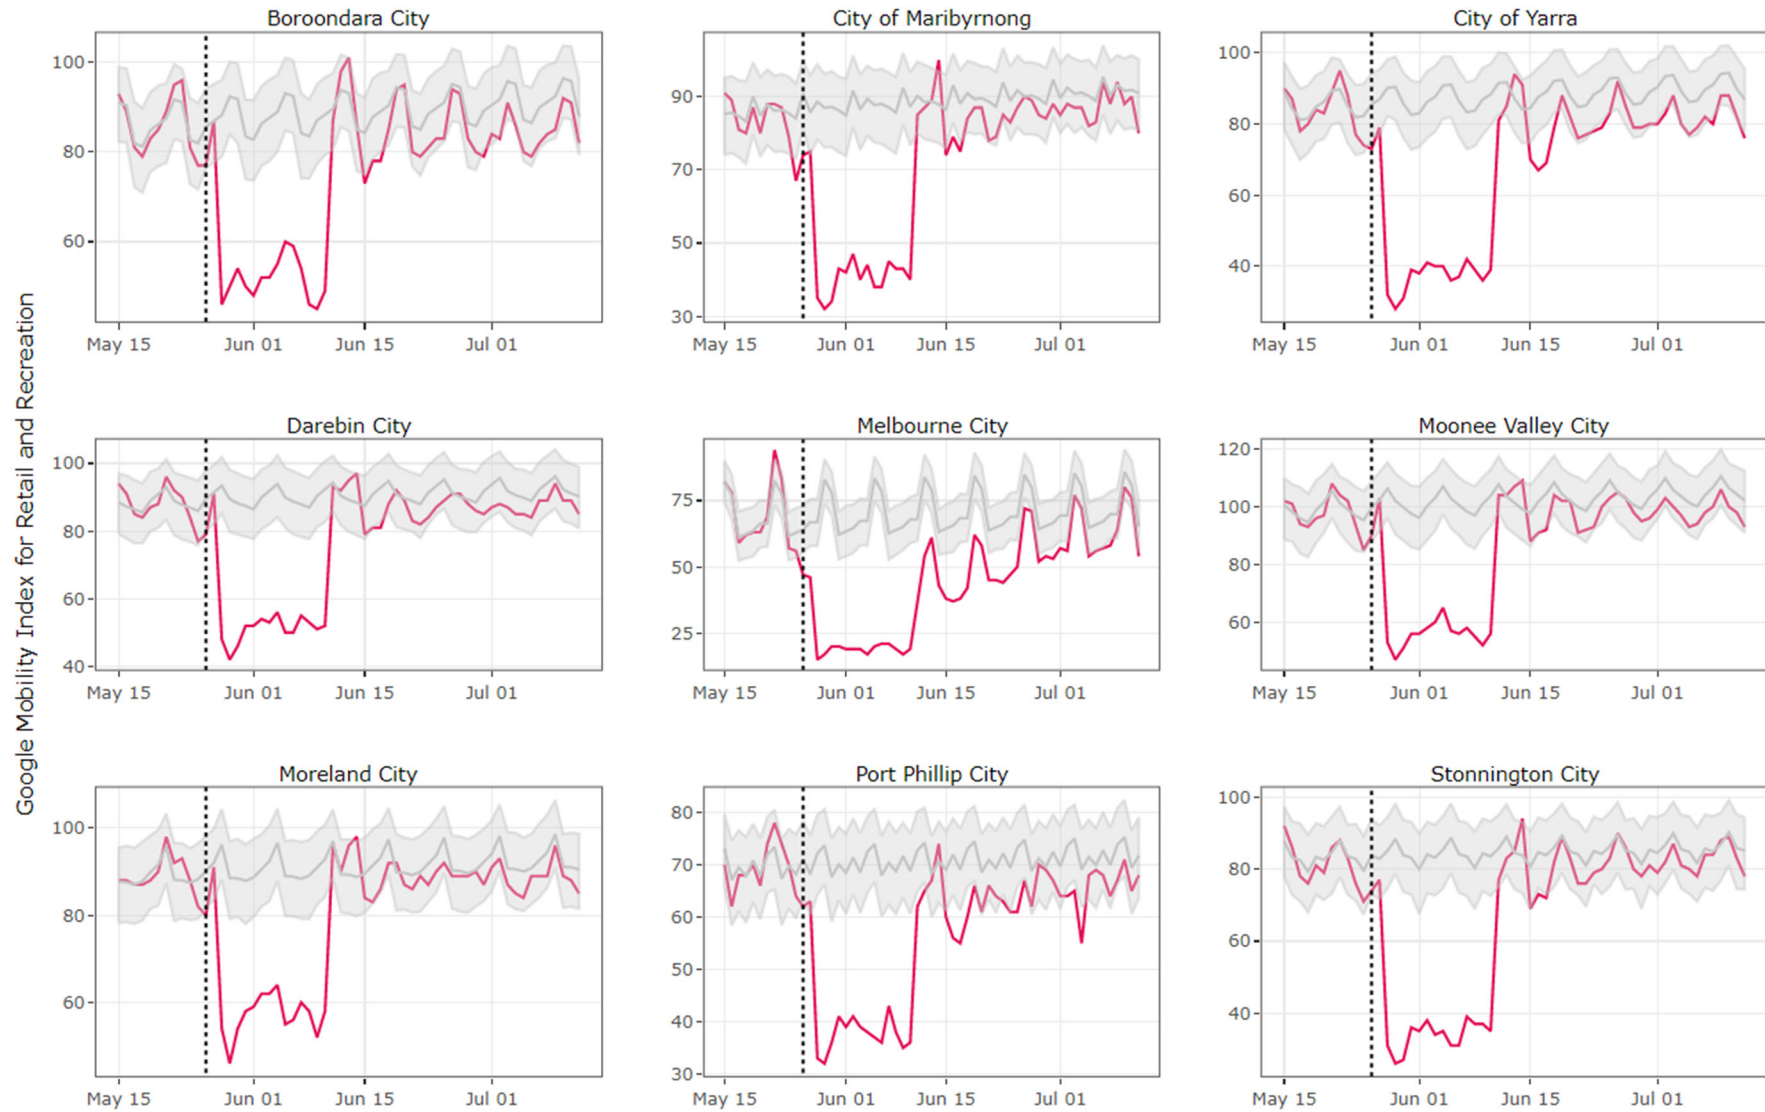 Google Mobility Index for Retail and Recreation
Boroondara City
100
80
60
May 15
Jun 01
Jun 15
Jul 01
City of Maribyrnong
90
70
50
30
May 15
Jun 01
Jun 15
Jul 01
City of Yarra
100
80
60
40
May 15
Jun 01
Jun 15
Jul 01
Darebin City
100
80
60
40
May 15
Jun 01
Jun 15
Jul 01
Melbourne City
75
50
25
May 15
Jun 01
Jun 15
Jul 01
Moonee Valley City
120
100
80
60
May 15
Jun 01
Jun 15
Jul 01
Moreland City
100
80
60
May 15
Jun 01
Jun 15
Jul 01
Port Phillip City
80
70
60
50
40
30
May 15
Jun 01
Jun 15
Jul 01
Stonnington City
100
80
60
40
May 15
Jun 01
Jun 15
Jul 01